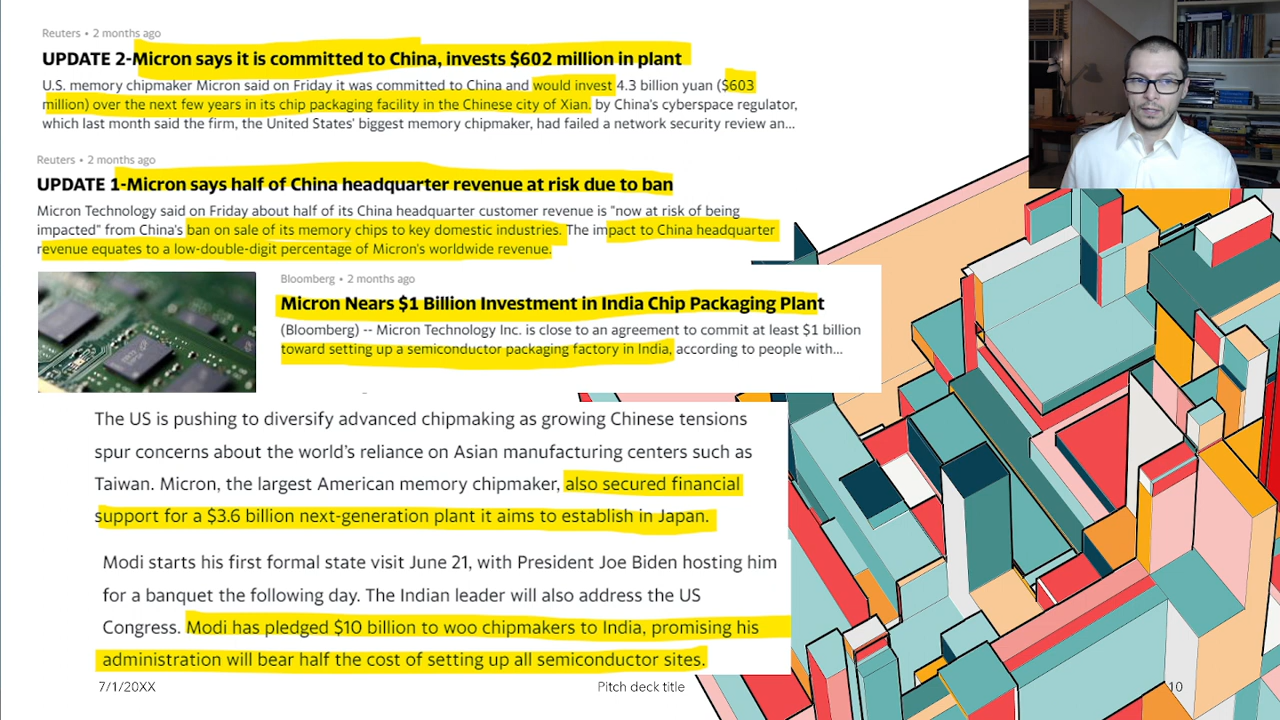 Reuters • 2 months ago
UPDATE 2-Micron says it is committed to China, invests $602 million in plant
U.S. memory chipmaker Micron said on Friday it was committed to China and would invest 4.3 billion yuan ($603
million) over the next few years in its chip packaging facility in the Chinese city of Xian. by China's cyberspace regulator,
which last month said the firm, the United States' biggest memory chipmaker, had failed a network security review an...
Reuters • 2 months ago
UPDATE 1-Micron says half of China headquarter revenue at risk due to ban
Micron Technology said on Friday about half of its China headquarter customer revenue is "now at risk of being
impacted" from China's ban on sale of its memory chips to key domestic industries. The impact to China headquarter
revenue equates to a low-double-digit percentage of Micron's worldwide revenue.
Bloomberg • 2 months ago
Micron Nears $1 Billion Investment in India Chip Packaging Plant
(Bloomberg) -- Micron Technology Inc. is close to an agreement to commit at least $1 billion
toward setting up a semiconductor packaging factory in India, according to people with...
The US is pushing to diversify advanced chipmaking as growing Chinese tensions
spur concerns about the world's reliance on Asian manufacturing centers such as
Taiwan. Micron, the largest American memory chipmaker, also secured financial
support for a $3.6 billion next-generation plant it aims to establish in Japan.
Modi starts his first formal state visit June 21, with President Joe Biden hosting him
for a banquet the following day. The Indian leader will also address the US
Congress. Modi has pledged $10 billion to woo chipmakers to India, promising his
administration will bear half the cost of setting up all semiconductor sites.
7/1/20XX
Pitch deck title
10